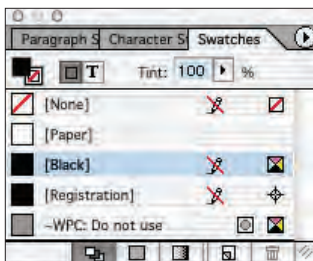 Paragraph S Character S Swatches
T Tint: 100 %
[None]
[Paper]
[Black]
[Registration]
~WPC: Do not use